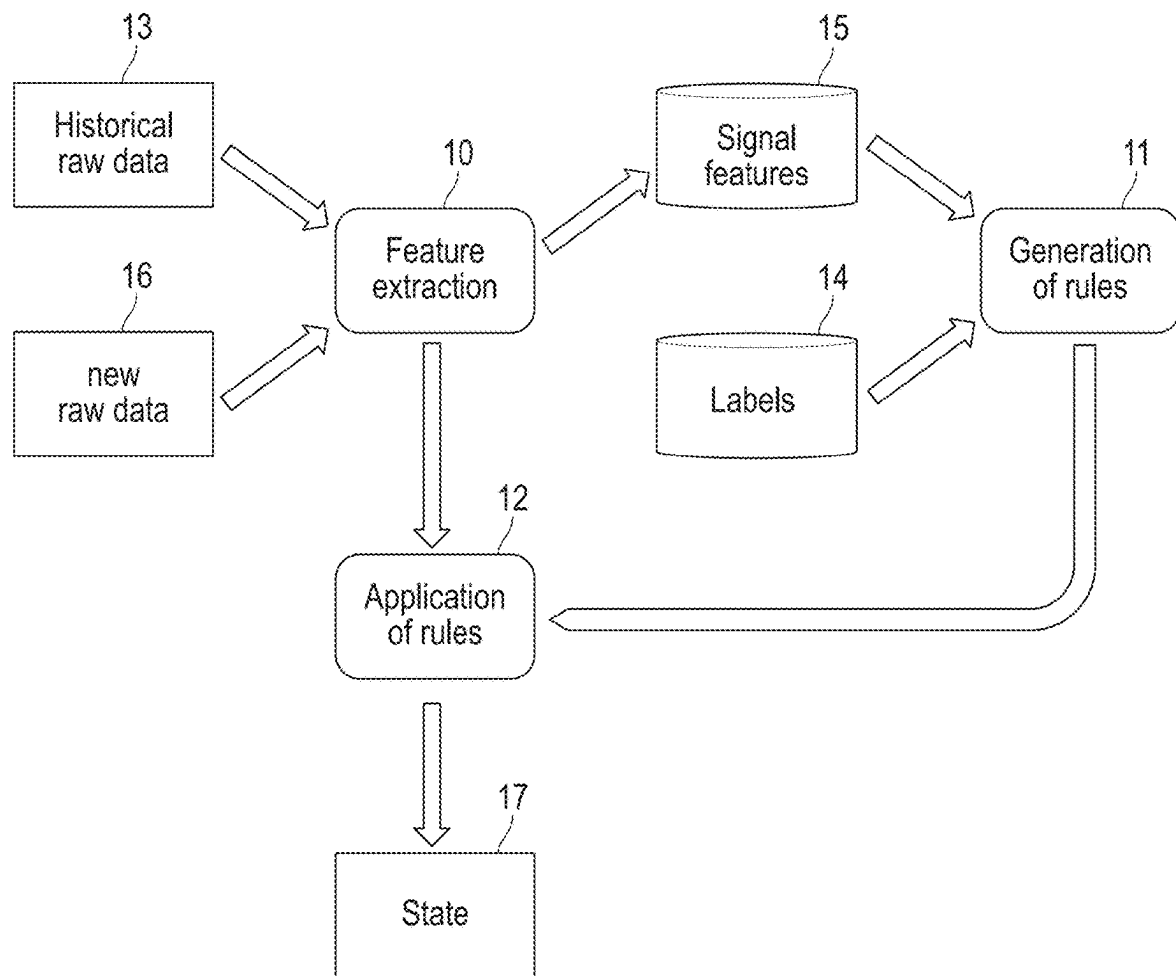 13
Historical
raw data
15
Signal
features
10
Feature
extraction
11
Generation
of rules
16
new
raw data
14
Labels
12
Application
of rules
17
State